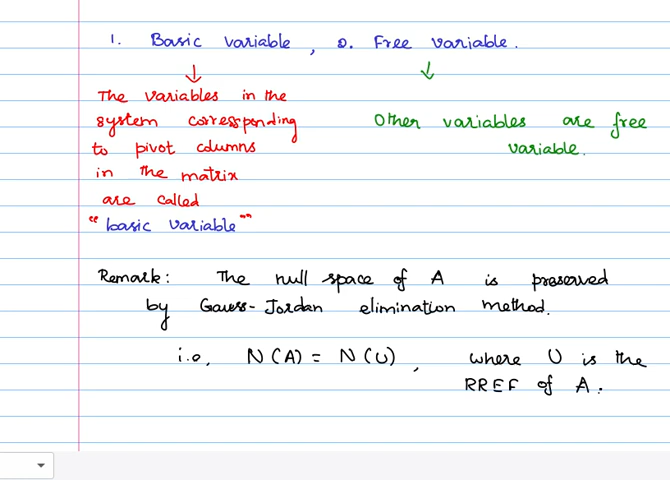 1. Basic variable, 2. Free variable.
The variables in the
system corresponding
to pivot columns
in the matrix
are called
"basic variable""
Other variables are free
variable.
Remark: The null space of A is preserved
by Gauss-Jordan elimination method.
i.e, N(A) = N(U), where U is the
RREF of A.